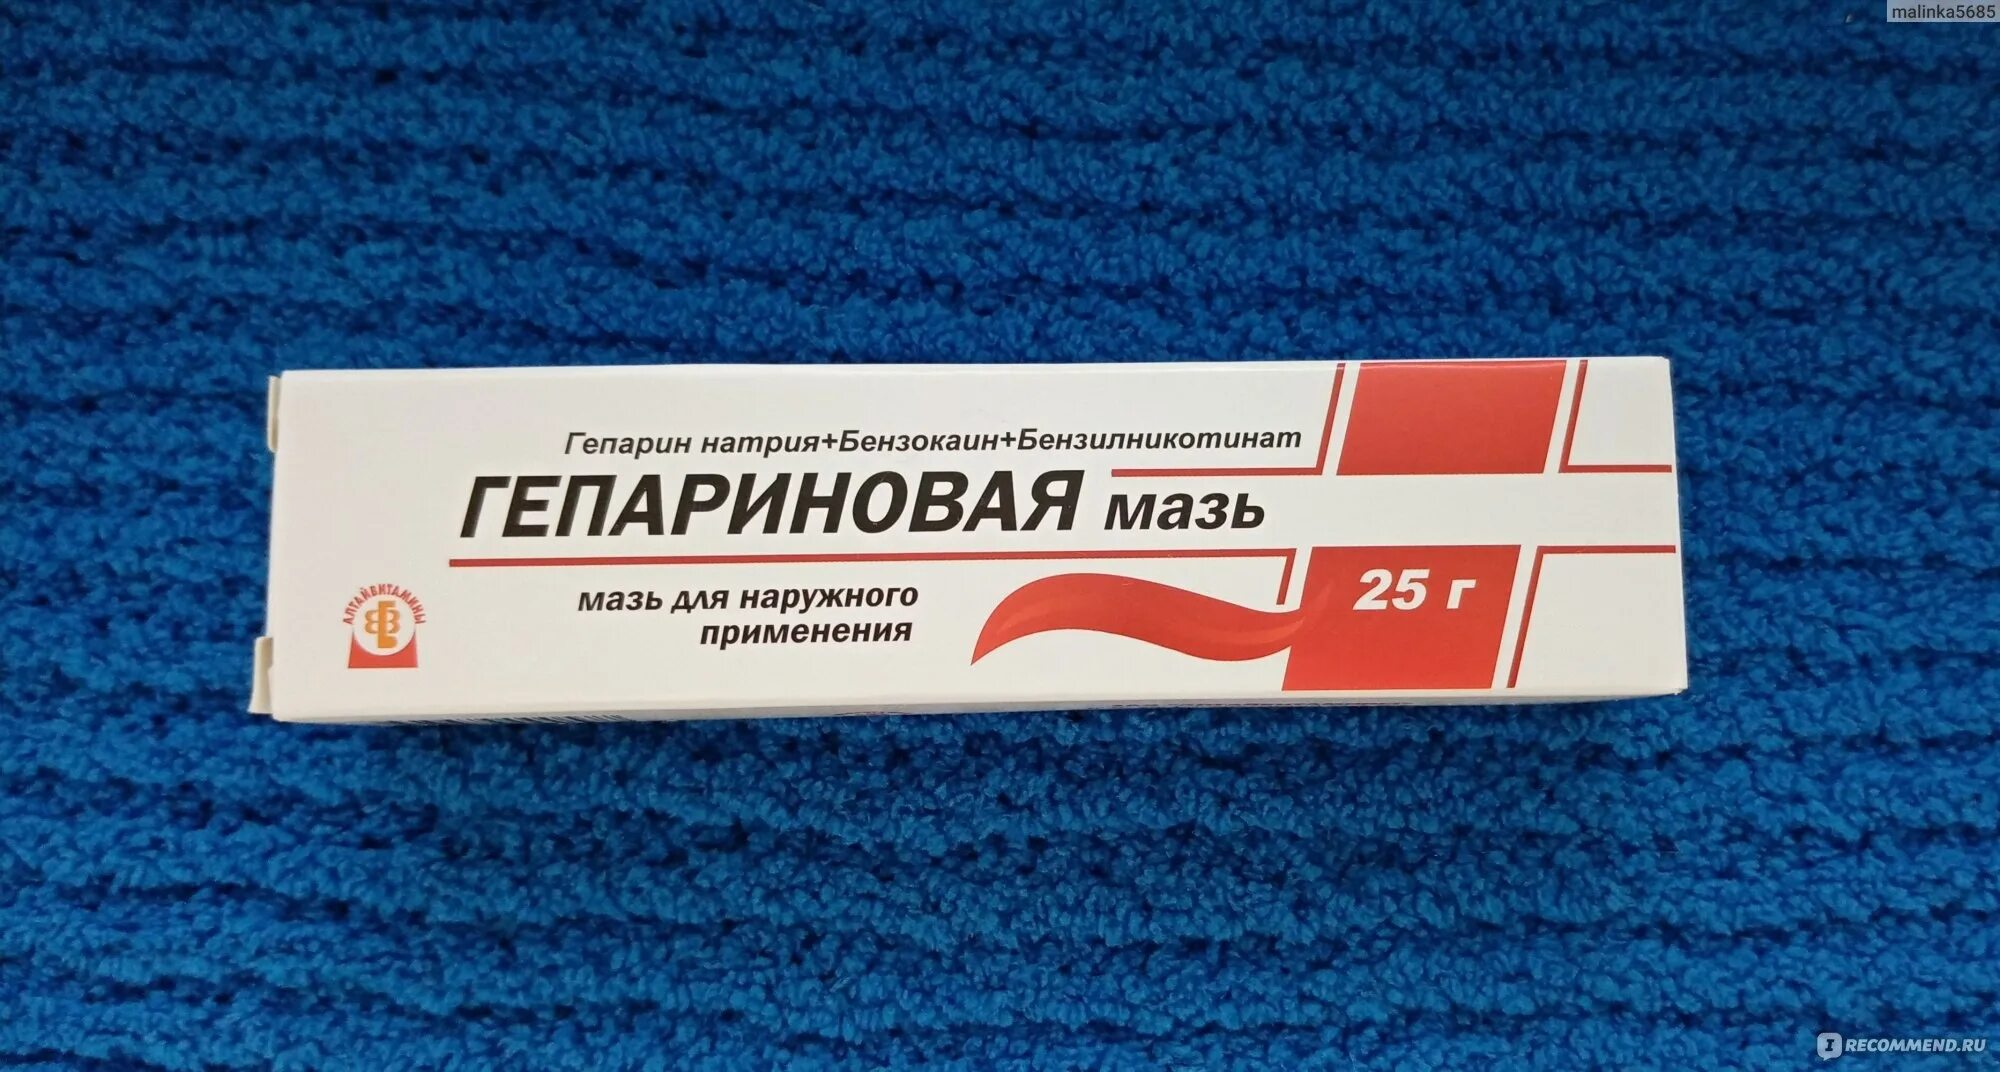 malinka5685
Гепарин натрия+Бензокаин+Бензилникотинат
ГЕПАРИНОВАЯ мазь
мазь для наружного
применения
25 г
АЛТАЙВИТАМИНЫ
I RECOMMEND.RU